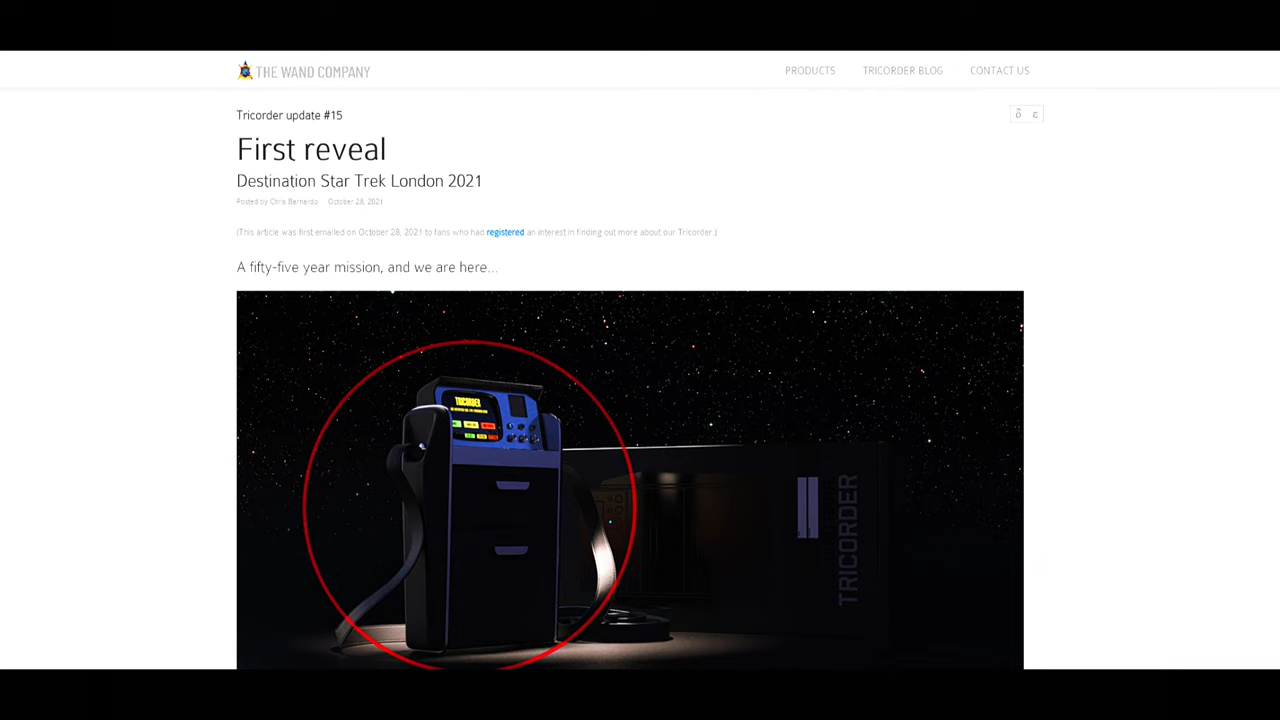 THE WAND COMPANY
PRODUCTS
TRICORDER BLOG
CONTACT US
Tricorder update #15
First reveal
Destination Star Trek London 2021
Posted by Chris Bernardo October 28, 2021
(This article was first emailed on October 28, 2021 to fans who had registered an interest in finding out more about our Tricorder.)
A fifty-five year mission, and we are here...
TRICORDER
TRICORDER